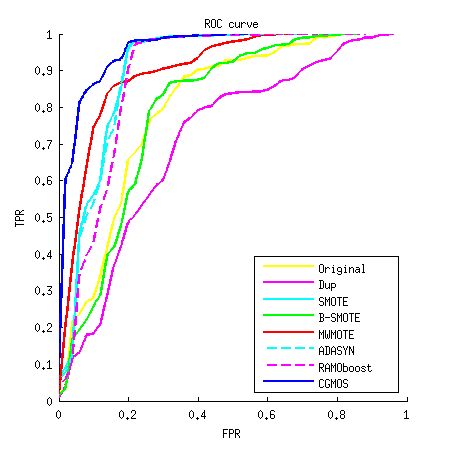 ROC curve
1
0.9
0.8
0.7
0.6
0.5
0.4
0.3
0.2
0.1
0
TPR
0
0.2
0.4
0.6
0.8
1
FPR
Original
Dup
SMOTE
B-SMOTE
MWMOTE
ADASYN
RAMOboost
CGMOS